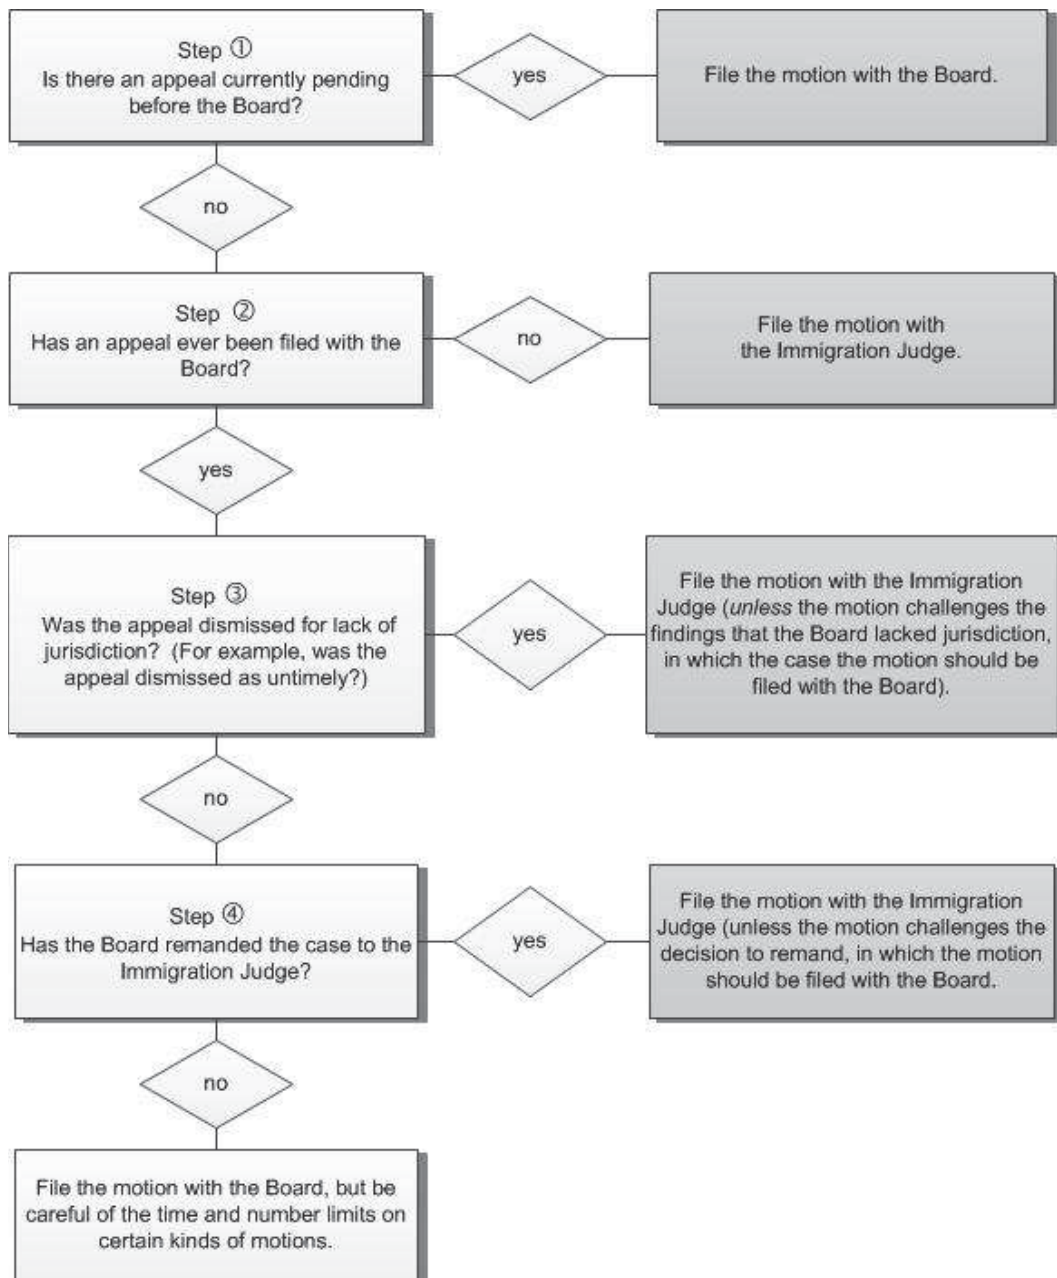 Step ①
Is there an appeal currently pending
before the Board?
yes
File the motion with the Board.
no
Step ②
Has an appeal ever been filed with the
Board?
no
File the motion with
the Immigration Judge.
yes
Step ③
Was the appeal dismissed for lack of
jurisdiction? (For example, was the
appeal dismissed as untimely?)
yes
File the motion with the Immigration
Judge (unless the motion challenges the
findings that the Board lacked jurisdiction,
in which the case the motion should be
filed with the Board).
no
Step ④
Has the Board remanded the case to the
Immigration Judge?
yes
File the motion with the Immigration
Judge (unless the motion challenges the
decision to remand, in which the motion
should be filed with the Board.
no
File the motion with the Board, but be
careful of the time and number limits on
certain kinds of motions.